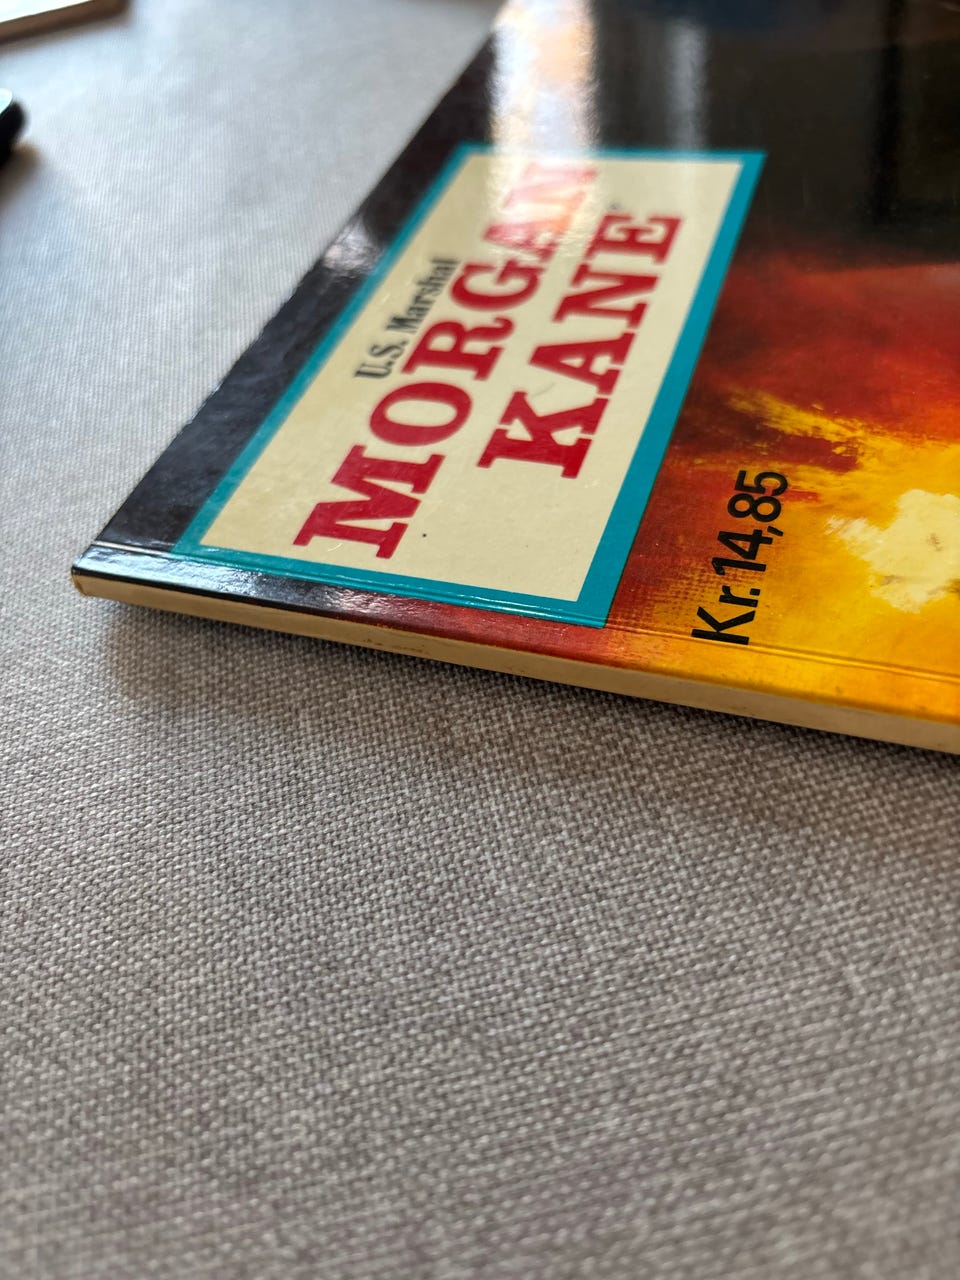 U.S. Marshal
MORGAN
KANE
Kr. 14,85